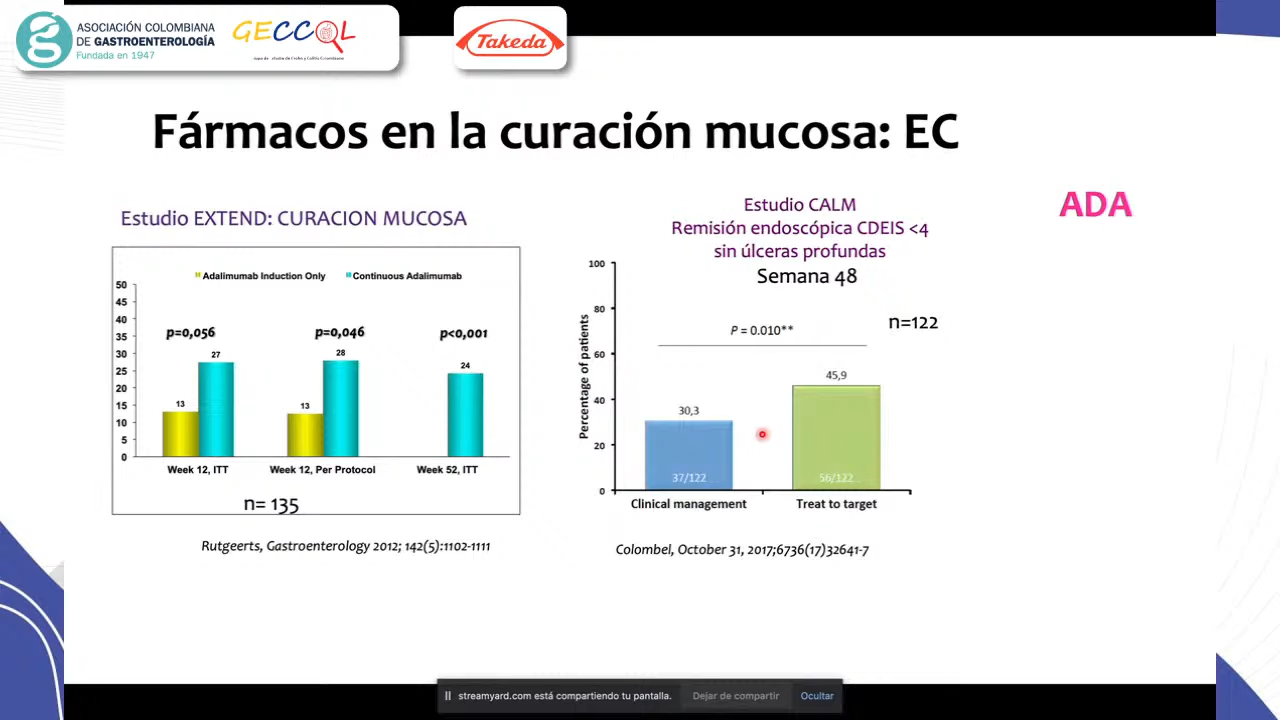 ASOCIACIÓN COLOMBIANA
DE GASTROENTEROLOGÍA
Fundada en 1947
GECCOL
Takeda
Fármacos en la curación mucosa: EC
ADA
Estudio EXTEND: CURACION MUCOSA
Adalimumab Induction Only
Continuous Adalimumab
50
45
40
35
30
25
20
15
10
5
0
p=0,056
p=0,046
p<0,001
13
27
13
28
24
Week 12, ITT
Week 12, Per Protocol
Week 52, ITT
n= 135
Rutgeerts, Gastroenterology 2012; 142(5):1102-1111
Estudio CALM
Remisión endoscópica CDEIS <4
sin úlceras profundas
Semana 48
n=122
Percentage of patients
100
80
60
40
20
0
P = 0.010**
30,3
45,9
37/122
56/122
Clinical management
Treat to target
Colombel, October 31, 2017;6736(17)32641-7
streamyard.com está compartiendo tu pantalla.
Dejar de compartir
Ocultar